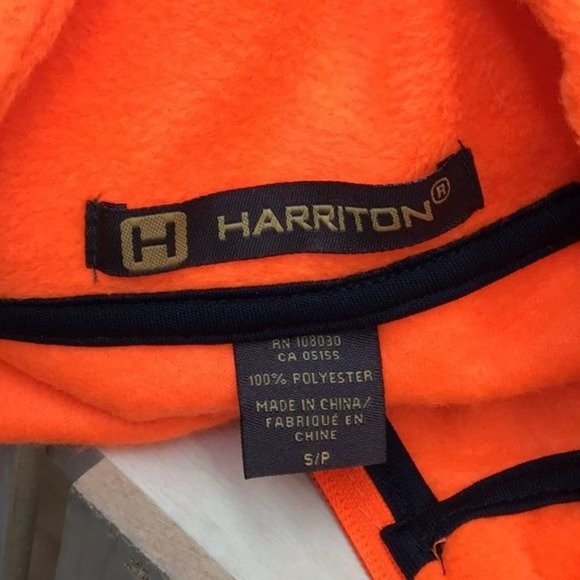 H HARRITON®
RN 108030
CA 05155
100% POLYESTER
MADE IN CHINA/
FABRIQUÉ EN
CHINE
S/P